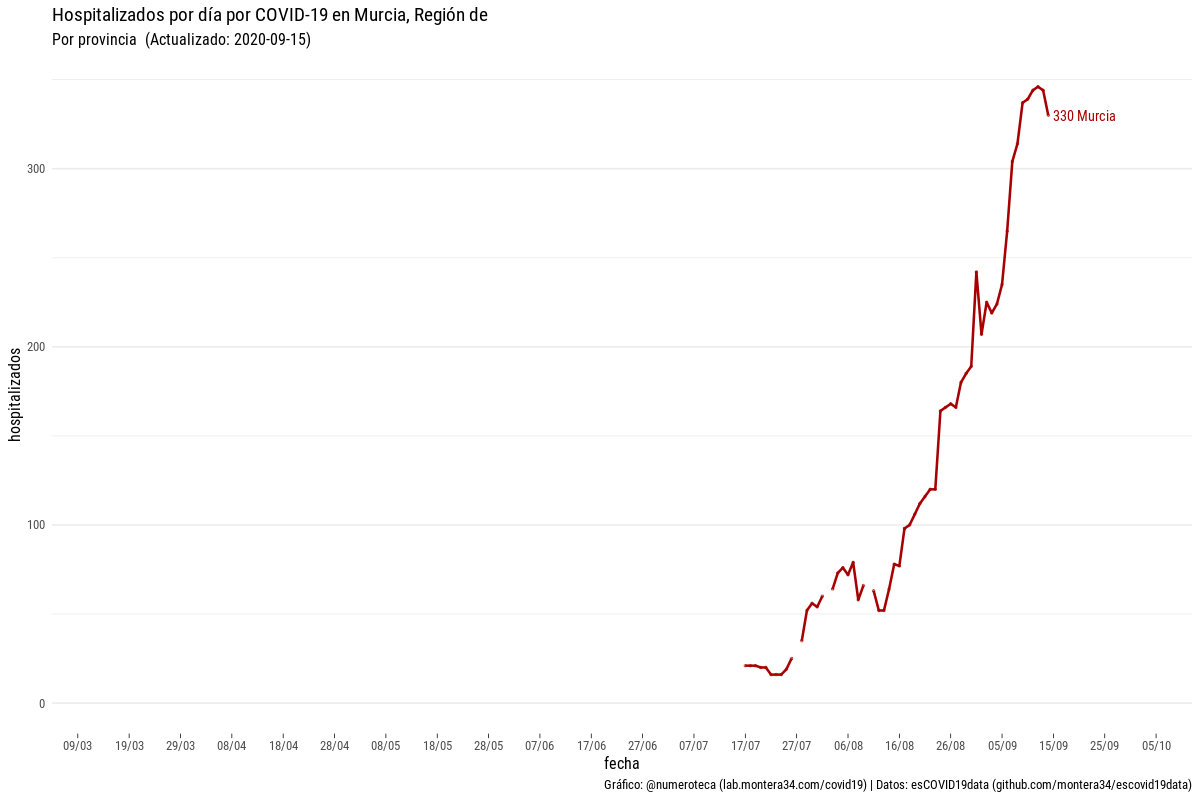 Hospitalizados por día por COVID-19 en Murcia, Región de
Por provincia (Actualizado: 2020-09-15)
330 Murcia
300
200
100
0
hospitalizados
09/03 19/03 29/03 08/04 18/04 28/04 08/05 18/05 28/05 07/06 17/06 27/06 07/07 17/07 27/07 06/08 16/08 26/08 05/09 15/09 25/09 05/10
fecha
Gráfico: @numeroteca (lab.montera34.com/covid19) | Datos: esCOVID19data (github.com/montera34/escovid19data)